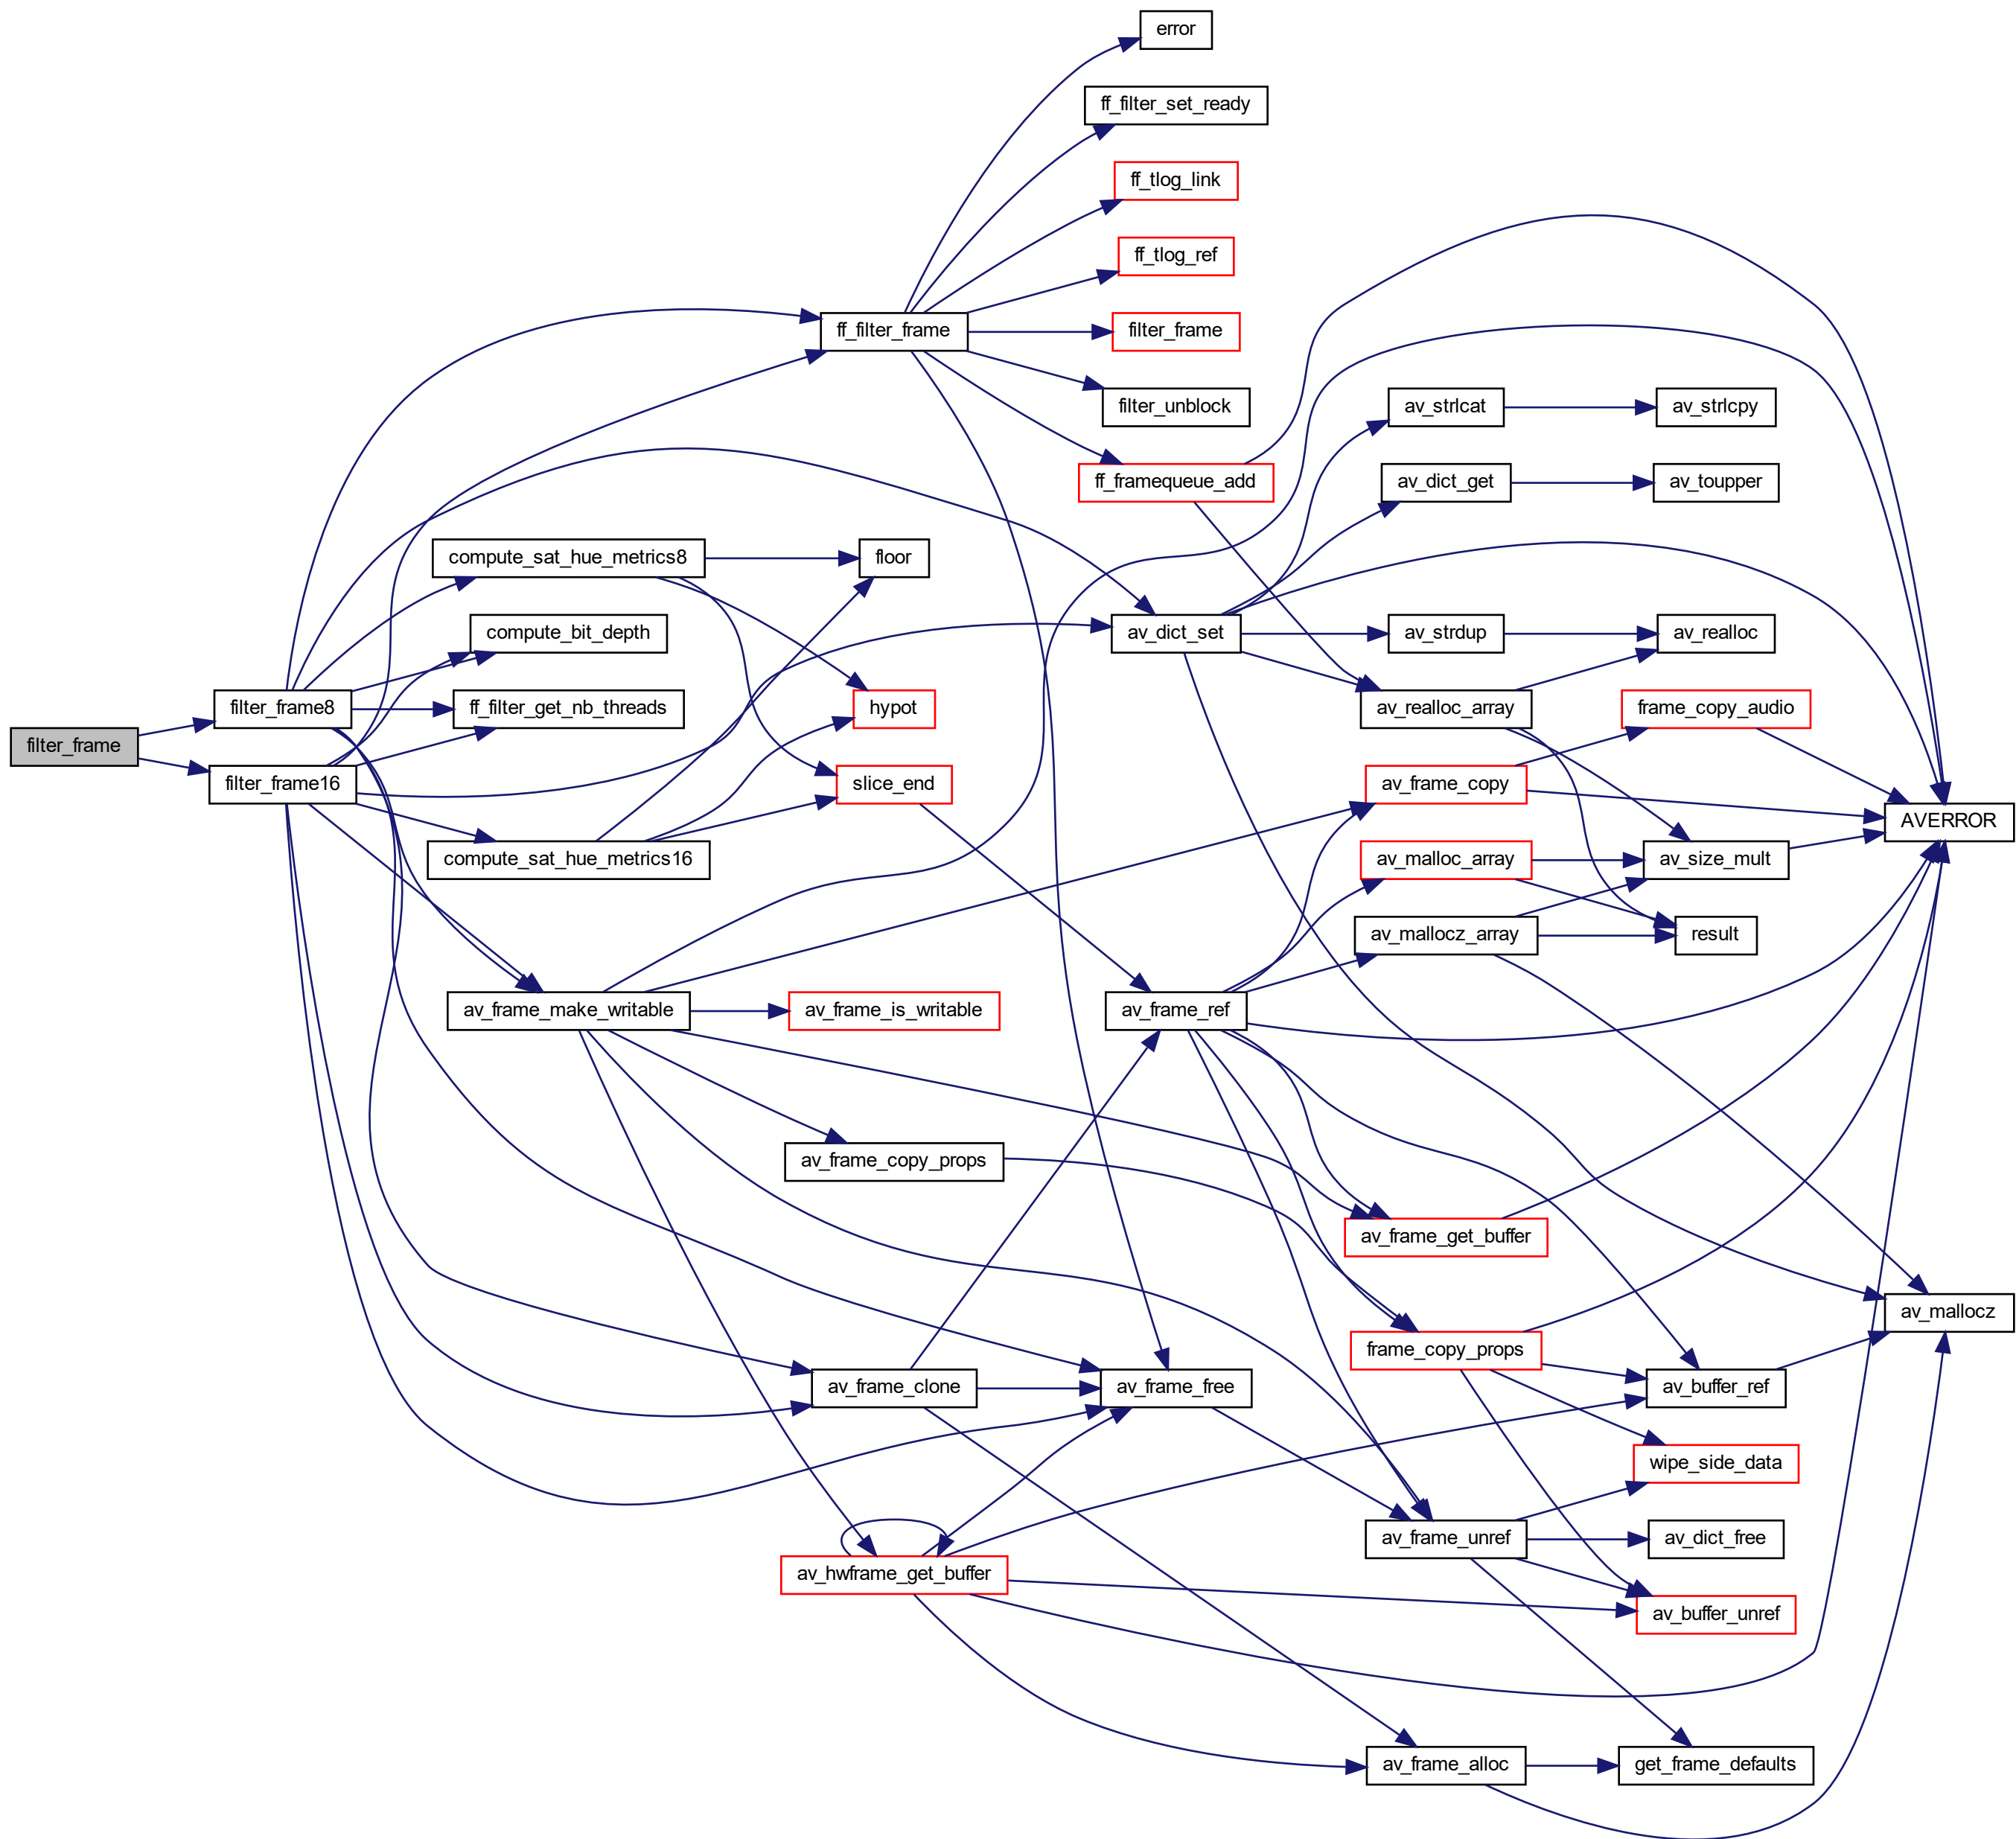 error
ff_filter_set_ready
ff_tlog_link
ff_tlog_ref
ff_filter_frame
filter_frame
filter_unblock
av_strlcat
av_strlcpy
ff_framequeue_add
av_dict_get
av_toupper
compute_sat_hue_metrics8
floor
compute_bit_depth
av_dict_set
av_strdup
av_realloc
filter_frame8
ff_filter_get_nb_threads
hypot
av_realloc_array
frame_copy_audio
filter_frame
filter_frame16
slice_end
av_frame_copy
AVERROR
compute_sat_hue_metrics16
av_malloc_array
av_size_mult
av_mallocz_array
result
av_frame_make_writable
av_frame_is_writable
av_frame_ref
av_frame_copy_props
av_frame_get_buffer
av_mallocz
frame_copy_props
av_frame_clone
av_frame_free
av_buffer_ref
wipe_side_data
av_frame_unref
av_dict_free
av_hwframe_get_buffer
av_buffer_unref
av_frame_alloc
get_frame_defaults